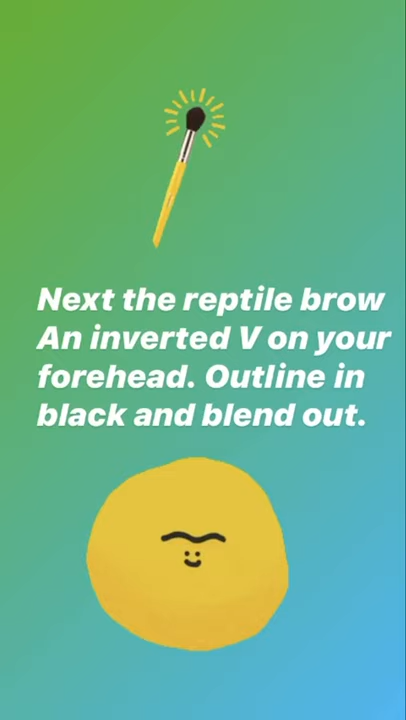 Next the reptile brow
An inverted V on your
forehead. Outline in
black and blend out.